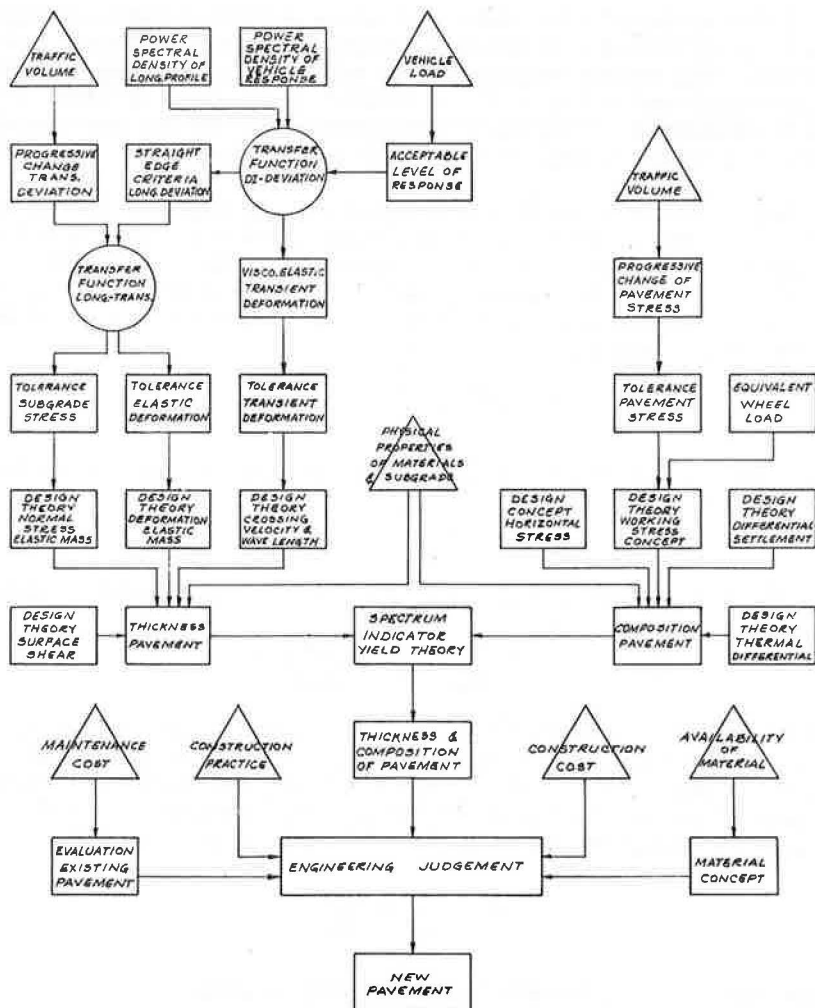 TRAFFIC
VOLUME
POWER
SPECTRAL
DENSITY OF
LONG. PROFILE
POWER
SPECTRAL
DENSITY OF
VEHICLE
RESPONSE
VEHICLE
LOAD
PROGRESSIVE
CHANGE
TRANS.
DEVIATION
STRAIGHT
EDGE
CRITERIA
LONG. DEVIATION
TRANSFER
FUNCTION
DI-DEVIATION
ACCEPTABLE
LEVEL OF
RESPONSE
TRAFFIC
VOLUME
TRANSFER
FUNCTION
LONG.-TRANS.
VISCO. ELASTIC
TRANSIENT
DEFORMATION
PROGRESSIVE
CHANGE OF
PAVEMENT
STRESS
TOLERANCE
SUBGRADE
STRESS
TOLERANCE
ELASTIC
DEFORMATION
TOLERANCE
TRANSIENT
DEFORMATION
TOLERANCE
PAVEMENT
STRESS
EQUIVALENT
WHEEL
LOAD
PHYSICAL
PROPERTIES
OF MATERIALS
& SUBGRADE
DESIGN
THEORY
NORMAL
STRESS
ELASTIC MASS
DESIGN
THEORY
DEFORMATION
ELASTIC
MASS
DESIGN
THEORY
CROSSING
VELOCITY &
WAVE LENGTH
DESIGN
CONCEPT
HORIZONTAL
STRESS
DESIGN
THEORY
WORKING
STRESS
CONCEPT
DESIGN
THEORY
DIFFERENTIAL
SETTLEMENT
DESIGN
THEORY
SURFACE
SHEAR
THICKNESS
PAVEMENT
SPECTRUM
INDICATOR
YIELD THEORY
COMPOSITION
PAVEMENT
DESIGN
THEORY
THERMAL
DIFFERENTIAL
MAINTENANCE
COST
CONSTRUCTION
PRACTICE
THICKNESS &
COMPOSITION
OF PAVEMENT
CONSTRUCTION
COST
AVAILABILITY
OF
MATERIAL
EVALUATION
EXISTING
PAVEMENT
ENGINEERING JUDGEMENT
MATERIAL
CONCEPT
NEW
PAVEMENT